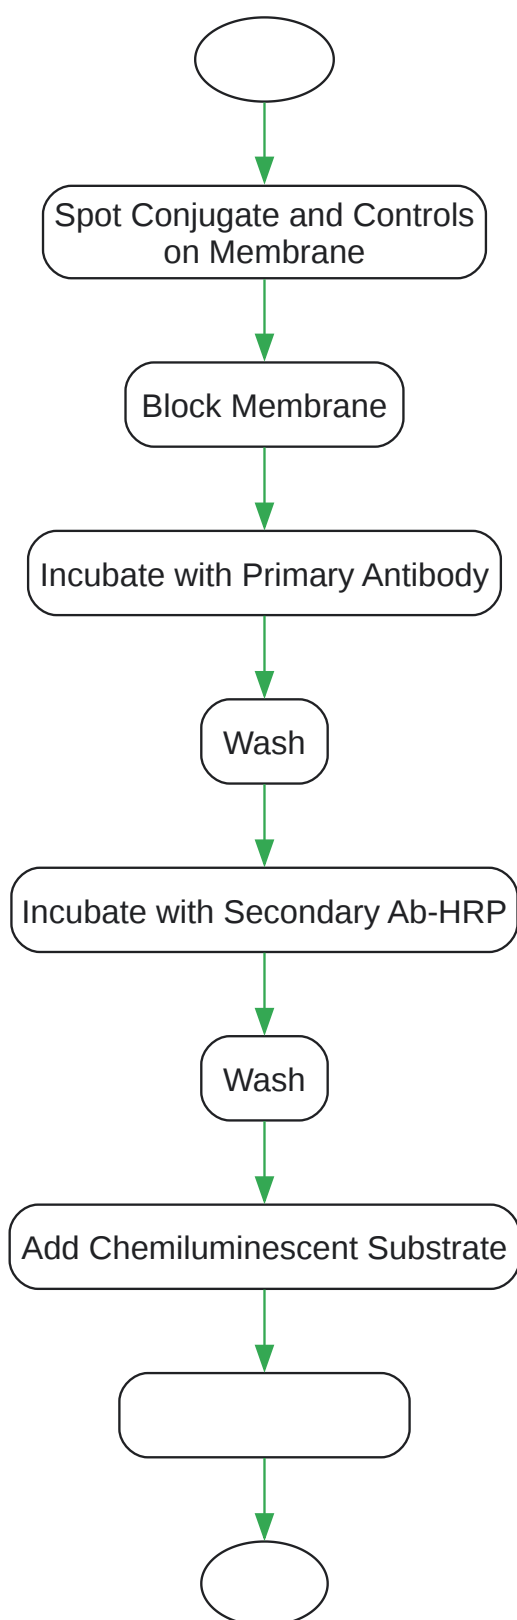 Spot Conjugate and Controls
on Membrane
Block Membrane
Incubate with Primary Antibody
Wash
Incubate with Secondary Ab-HRP
Wash
Add Chemiluminescent Substrate